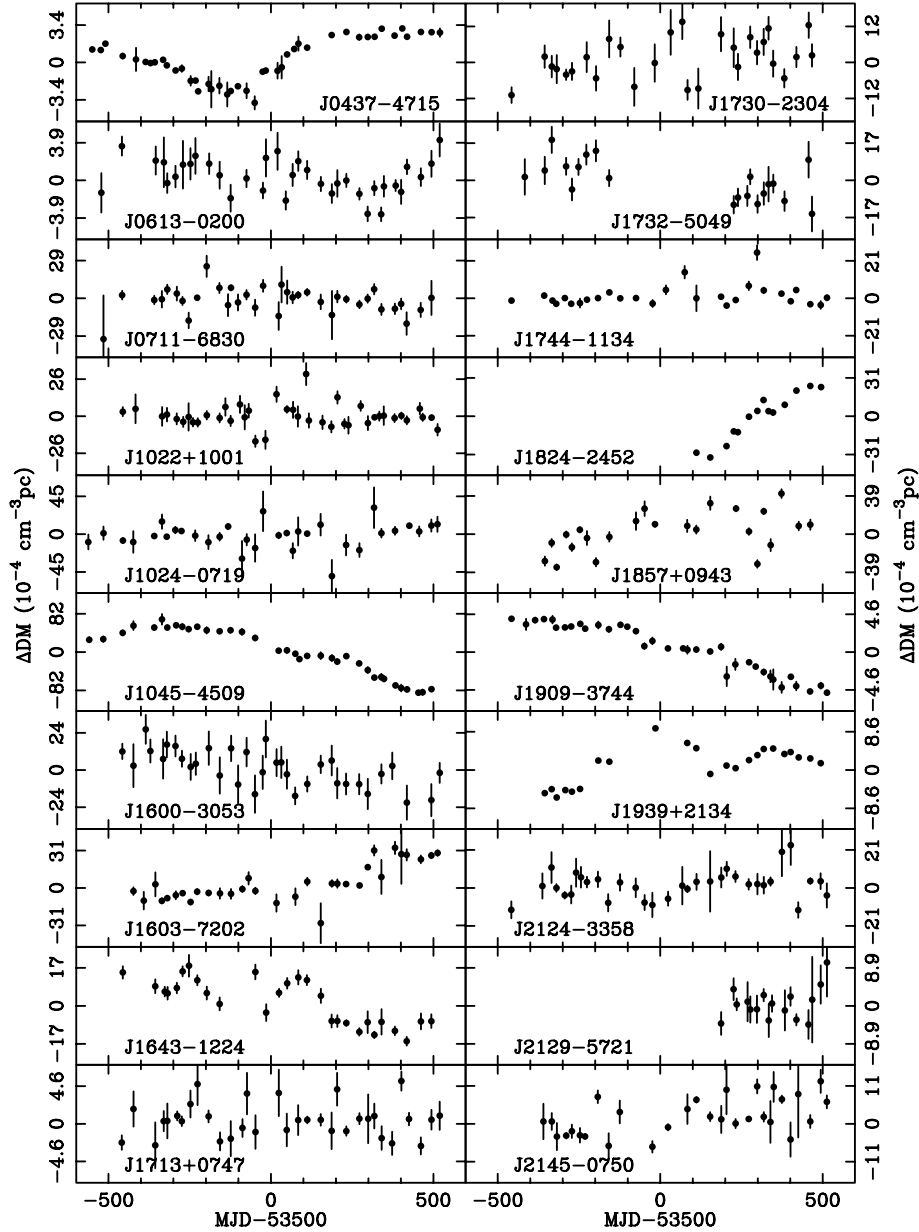 3.4 0 −3.4 J0437−4715
12 0 −12 J1730−2304
3.9 0 −3.9 J0613−0200
17 0 −17 J1732−5049
29 0 −29 J0711−6830
21 0 −21 J1744−1134
26 0 −26 J1022+1001
31 0 −31 J1824−2452
45 0 −45 J1024−0719
39 0 −39 J1857+0943
82 0 −82 J1045−4509
4.6 0 −4.6 J1909−3744
24 0 −24 J1600−3053
8.6 0 −8.6 J1939+2134
31 0 −31 J1603−7202
21 0 −21 J2124−3358
17 0 −17 J1643−1224
8.9 0 −8.9 J2129−5721
4.6 0 −4.6 J1713+0747
11 0 −11 J2145−0750
ΔDM (10⁻⁴ cm⁻³pc)
ΔDM (10⁻⁴ cm⁻³pc)
−500 0 500
−500 0 500
MJD−53500
MJD−53500